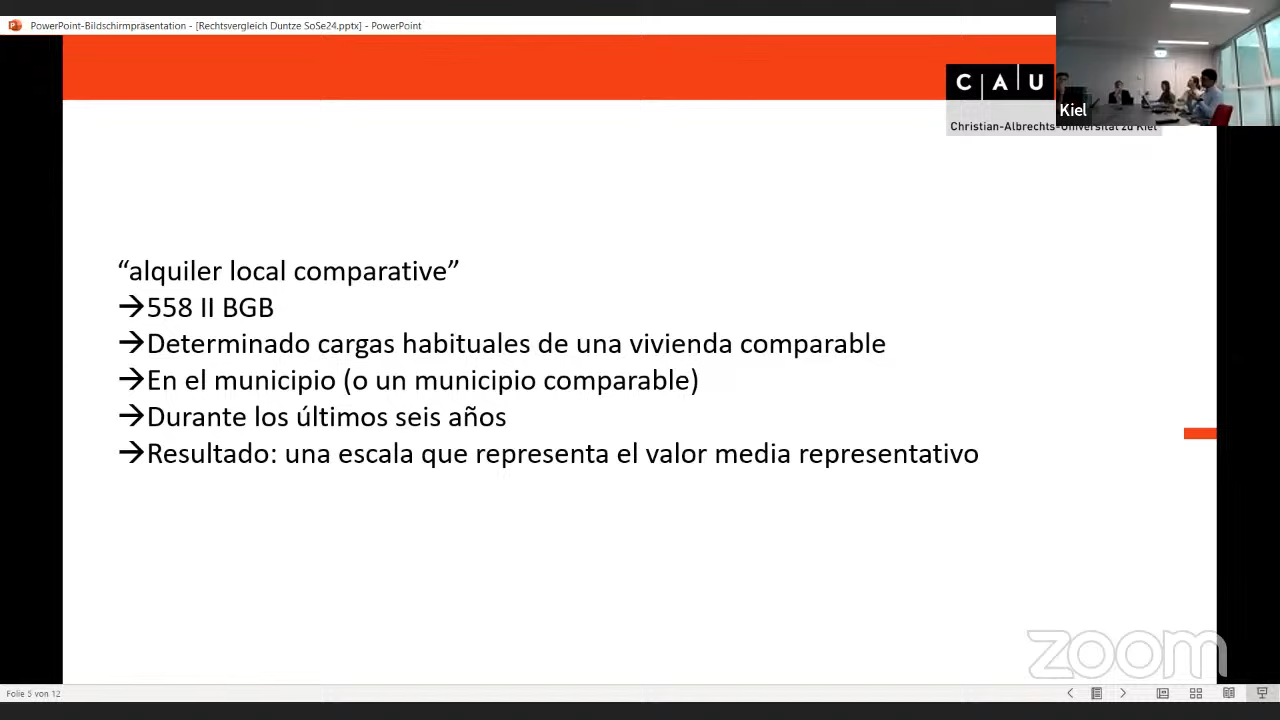 PowerPoint-Bildschirmpräsentation - [Rechtsvergleich Duntze SoSe24.pptx] - PowerPoint
CAU
Kiel
Christian-Albrechts-Universität zu Kiel
“alquiler local comparative”
→558 II BGB
→Determinado cargas habituales de una vivienda comparable
→En el municipio (o un municipio comparable)
→Durante los últimos seis años
→Resultado: una escala que representa el valor media representativo
zoom
Folie 5 von 12